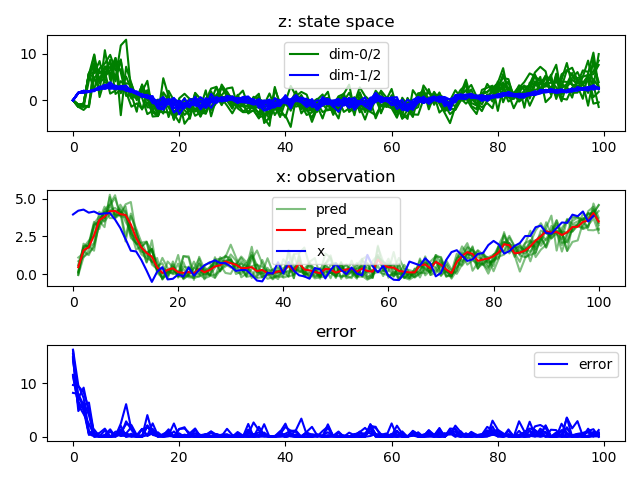 z: state space
10
0
dim-0/2
dim-1/2
0 20 40 60 80 100
x: observation
5.0
2.5
0.0
pred
pred_mean
x
0 20 40 60 80 100
error
10
0
error
0 20 40 60 80 100